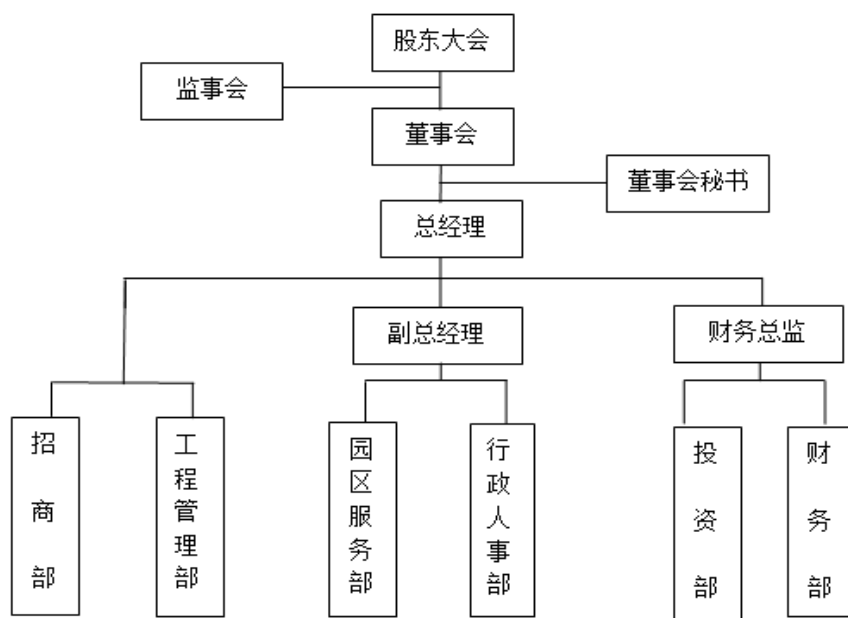 股东大会
监事会
董事会
董事会秘书
总经理
副总经理
财务总监
招商部
工程管理部
园区服务部
行政人事部
投资部
财务部